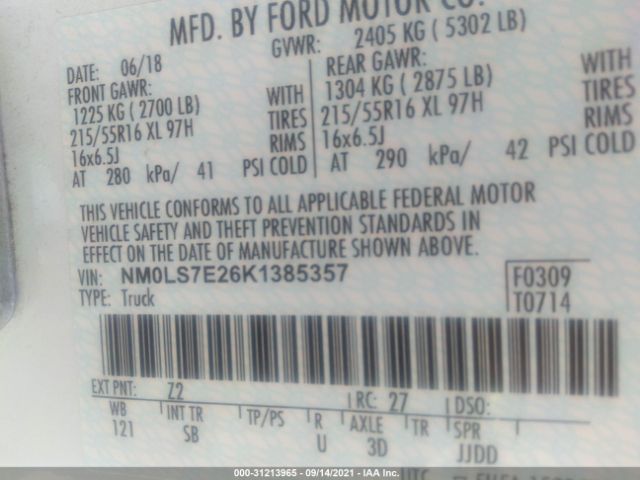 MFD. BY FORD MOTOR CO.
GVWR: 2405 KG ( 5302 LB)
DATE: 06/18
FRONT GAWR: REAR GAWR:
1225 KG ( 2700 LB) WITH 1304 KG ( 2875 LB) WITH
215/55R16 XL 97H TIRES 215/55R16 XL 97H TIRES
16x6.5J RIMS 16x6.5J RIMS
AT 280 kPa/ 41 PSI COLD AT 290 kPa/ 42 PSI COLD
THIS VEHICLE CONFORMS TO ALL APPLICABLE FEDERAL MOTOR
VEHICLE SAFETY AND THEFT PREVENTION STANDARDS IN
EFFECT ON THE DATE OF MANUFACTURE SHOWN ABOVE.
VIN: NM0LS7E26K1385357 F0309
TYPE: Truck T0714
EXT PNT: Z2 RC: 27 DSO:
WB INT TR TP/PS R AXLE TR SPR
121 SB U 3D JJDD
UTC
000-31213965 - 09/14/2021 - IAA Inc.